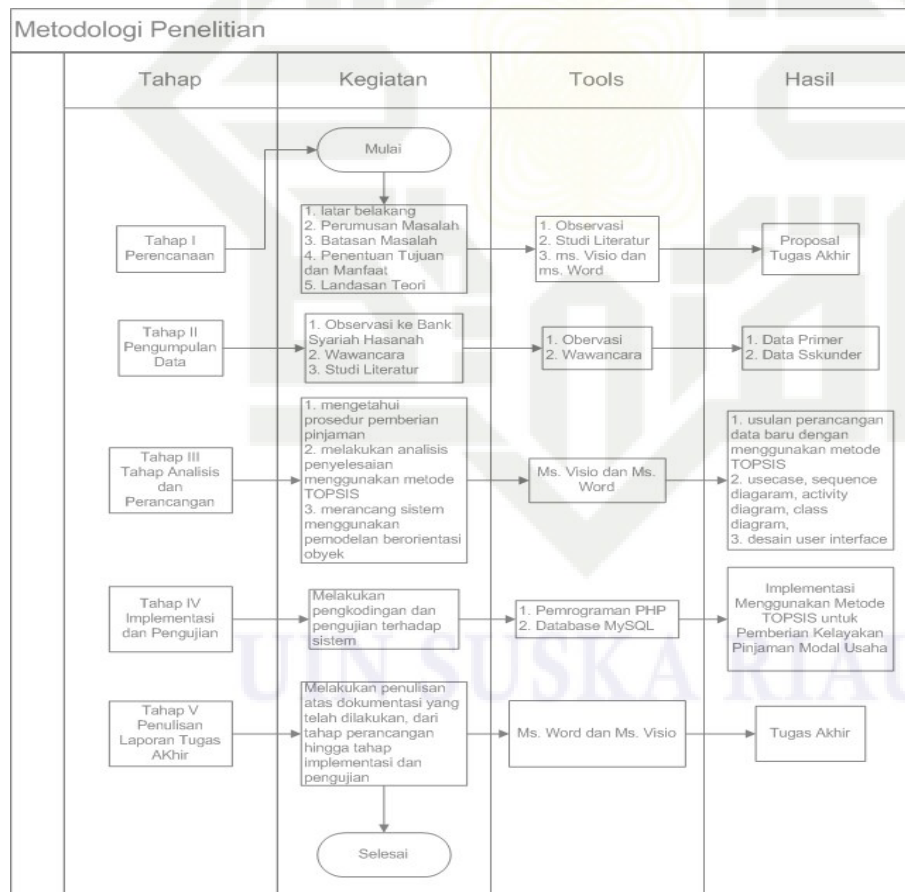 Metodologi Penelitian
Tahap
Kegiatan
Tools
Hasil
Mulai
Tahap I
Perencanaan
1. latar belakang
2. Perumusan Masalah
3. Batasan Masalah
4. Penentuan Tujuan
dan Manfaat
5. Landasan Teori
1. Observasi
2. Studi Literatur
3. ms. Visio dan
ms. Word
Proposal
Tugas Akhir
Tahap II
Pengumpulan
Data
1. Observasi ke Bank
Syariah Hasanah
2. Wawancara
3. Studi Literatur
1. Obervasi
2. Wawancara
1. Data Primer
2. Data Sskunder
Tahap III
Tahap Analisis
dan
Perancangan
1. mengetahui
prosedur pemberian
pinjaman
2. melakukan analisis
penyelesaian
menggunakan metode
TOPSIS
3. merancang sistem
menggunakan
pemodelan berorientasi
obyek
Ms. Visio dan Ms.
Word
1. usulan perancangan
data baru dengan
menggunakan metode
TOPSIS
2. usecase, sequence
diagaram, activity
diagram, class
diagram,
3. desain user interface
Tahap IV
Implementasi
dan Pengujian
Melakukan
pengkodingan dan
pengujian terhadap
sistem
1. Pemrograman PHP
2. Database MySQL
Implementasi
Menggunakan Metode
TOPSIS untuk
Pemberian Kelayakan
Pinjaman Modal Usaha
UIN SUSKA RIAU
Tahap V
Penulisan
Laporan Tugas
AKhir
Melakukan penulisan
atas dokumentasi yang
telah dilakukan, dari
tahap perancangan
hingga tahap
implementasi dan
pengujian
Ms. Word dan Ms. Visio
Tugas Akhir
Selesai